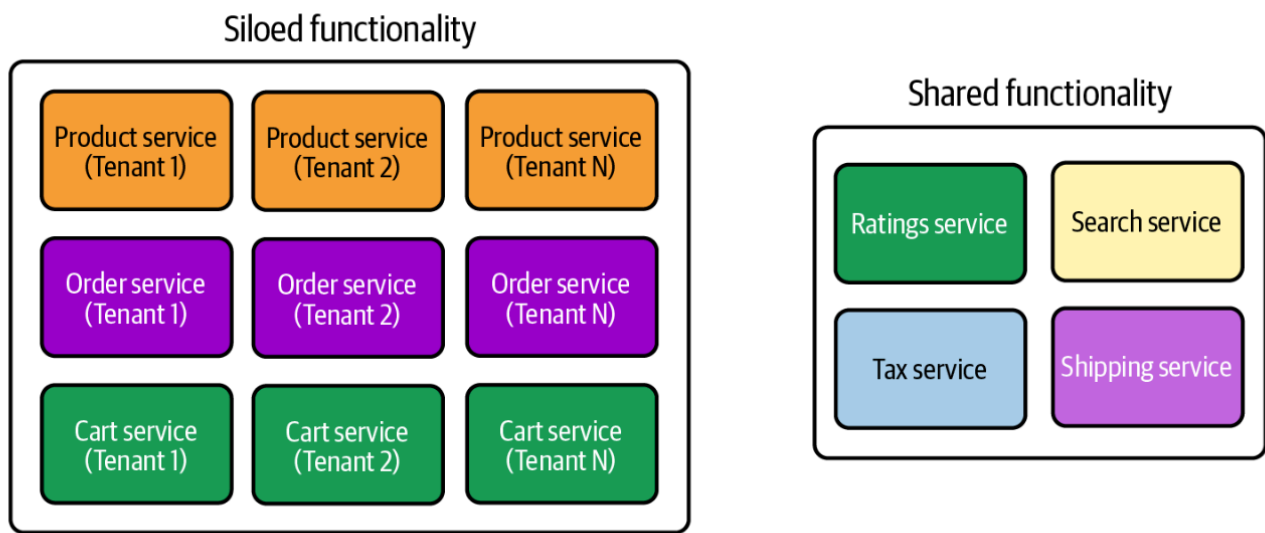 Siloed functionality
Product service
(Tenant 1)
Product service
(Tenant 2)
Product service
(Tenant N)
Order service
(Tenant 1)
Order service
(Tenant 2)
Order service
(Tenant N)
Cart service
(Tenant 1)
Cart service
(Tenant 2)
Cart service
(Tenant N)
Shared functionality
Ratings service
Search service
Tax service
Shipping service